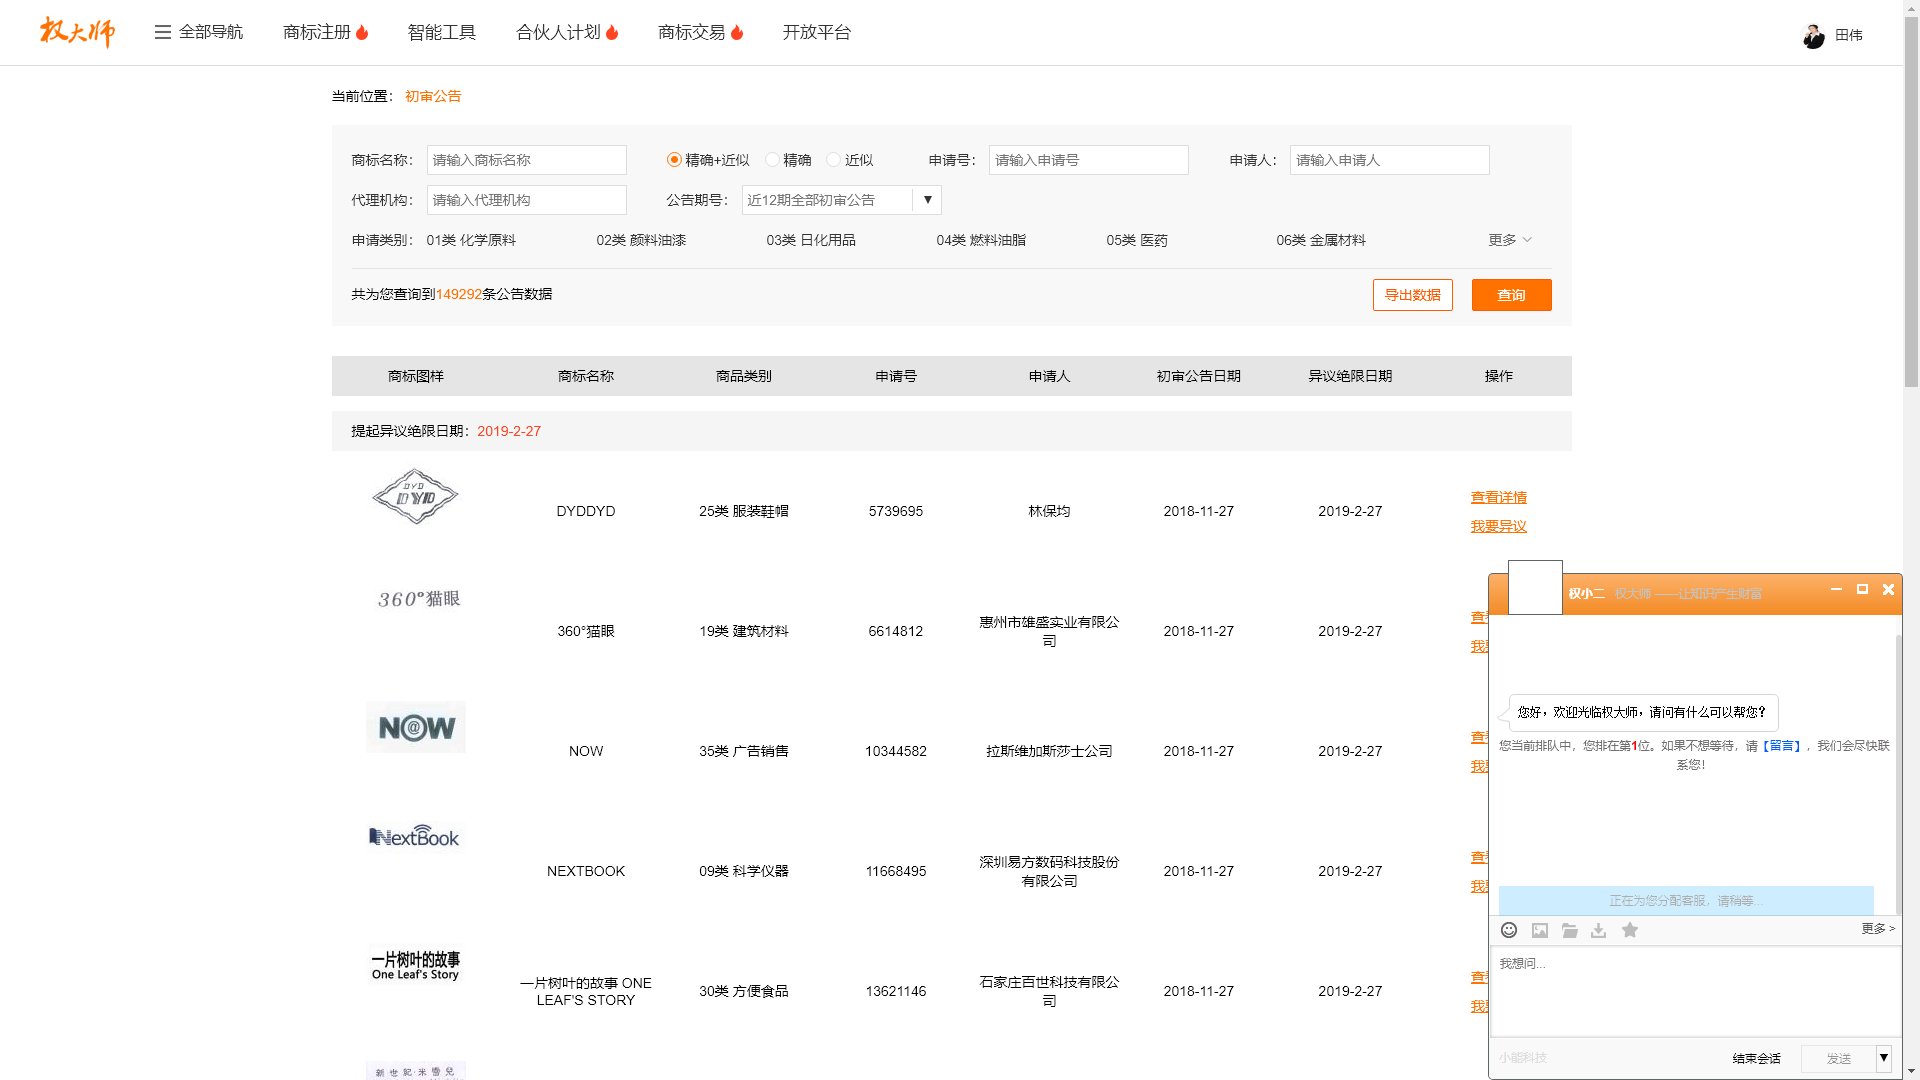 权大师
全部导航 商标注册 智能工具 合伙人计划 商标交易 开放平台 田伟
当前位置： 初审公告
商标名称： 请输入商标名称 精确+近似 精确 近似 申请号： 请输入申请号 申请人： 请输入申请人
代理机构： 请输入代理机构 公告期号： 近12期全部初审公告 ▼
申请类别： 01类 化学原料 02类 颜料油漆 03类 日化用品 04类 燃料油脂 05类 医药 06类 金属材料 更多
共为您查询到149292条公告数据 导出数据 查询
商标图样 商标名称 商品类别 申请号 申请人 初审公告日期 异议绝限日期 操作
提起异议绝限日期：2019-2-27
DYD
DYD
DYDDYD 25类 服装鞋帽 5739695 林保均 2018-11-27 2019-2-27
查看详情
我要异议
360°猫眼
360°猫眼 19类 建筑材料 6614812 惠州市雄盛实业有限公
司
2018-11-27 2019-2-27
N@W
NOW 35类 广告销售 10344582 拉斯维加斯莎士公司 2018-11-27 2019-2-27
NextBook
NEXTBOOK 09类 科学仪器 11668495 深圳易方数码科技股份
有限公司
2018-11-27 2019-2-27
一片树叶的故事
One Leaf's Story
一片树叶的故事 ONE
LEAF'S STORY
30类 方便食品 13621146 石家庄百世科技有限公
司
2018-11-27 2019-2-27
新世纪·米雪兒
权小二 权大师 ——让知识产生财富
您好，欢迎光临权大师，请问有什么可以帮您？
您当前排队中，您排在第1位。如果不想等待，请【留言】，我们会尽快联
系您！
正在为您分配客服，请稍等...
更多 >
我想问...
小能科技 结束会话 发送 ▼